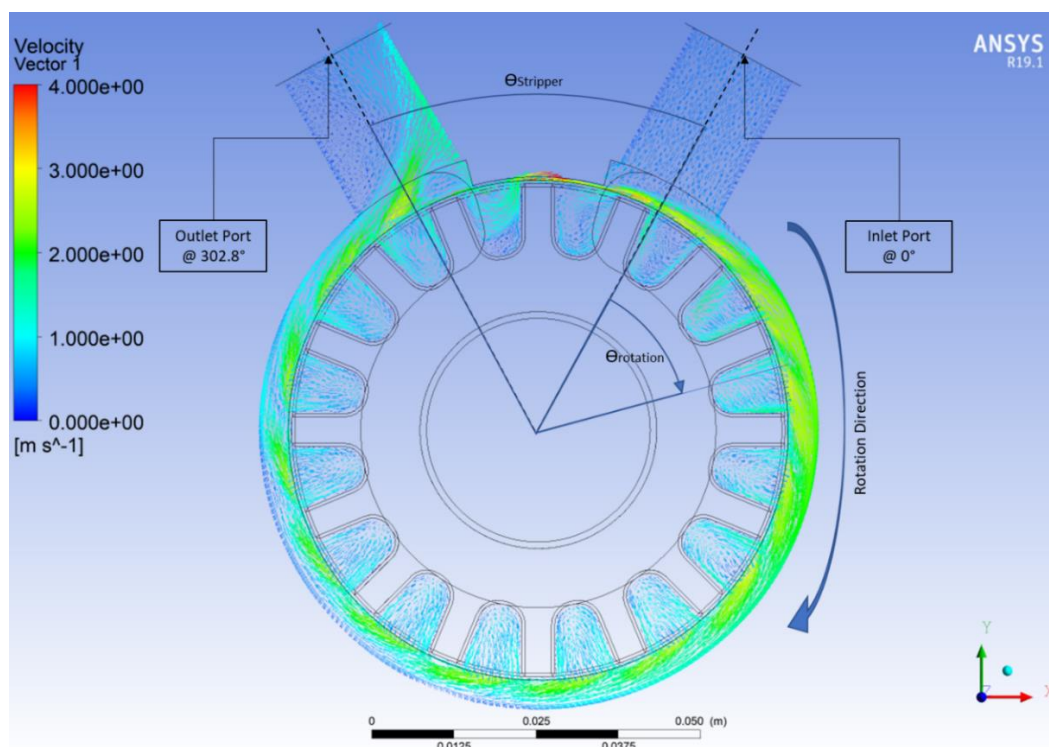 Velocity
Vector 1
4.000e+00
3.000e+00
2.000e+00
1.000e+00
0.000e+00
[m s^-1]
ANSYS
R19.1
ϴStripper
Outlet Port
@ 302.8°
Inlet Port
@ 0°
ϴrotation
Rotation Direction
Y
Z
X
0
0.025
0.050 (m)
0.0125
0.0375